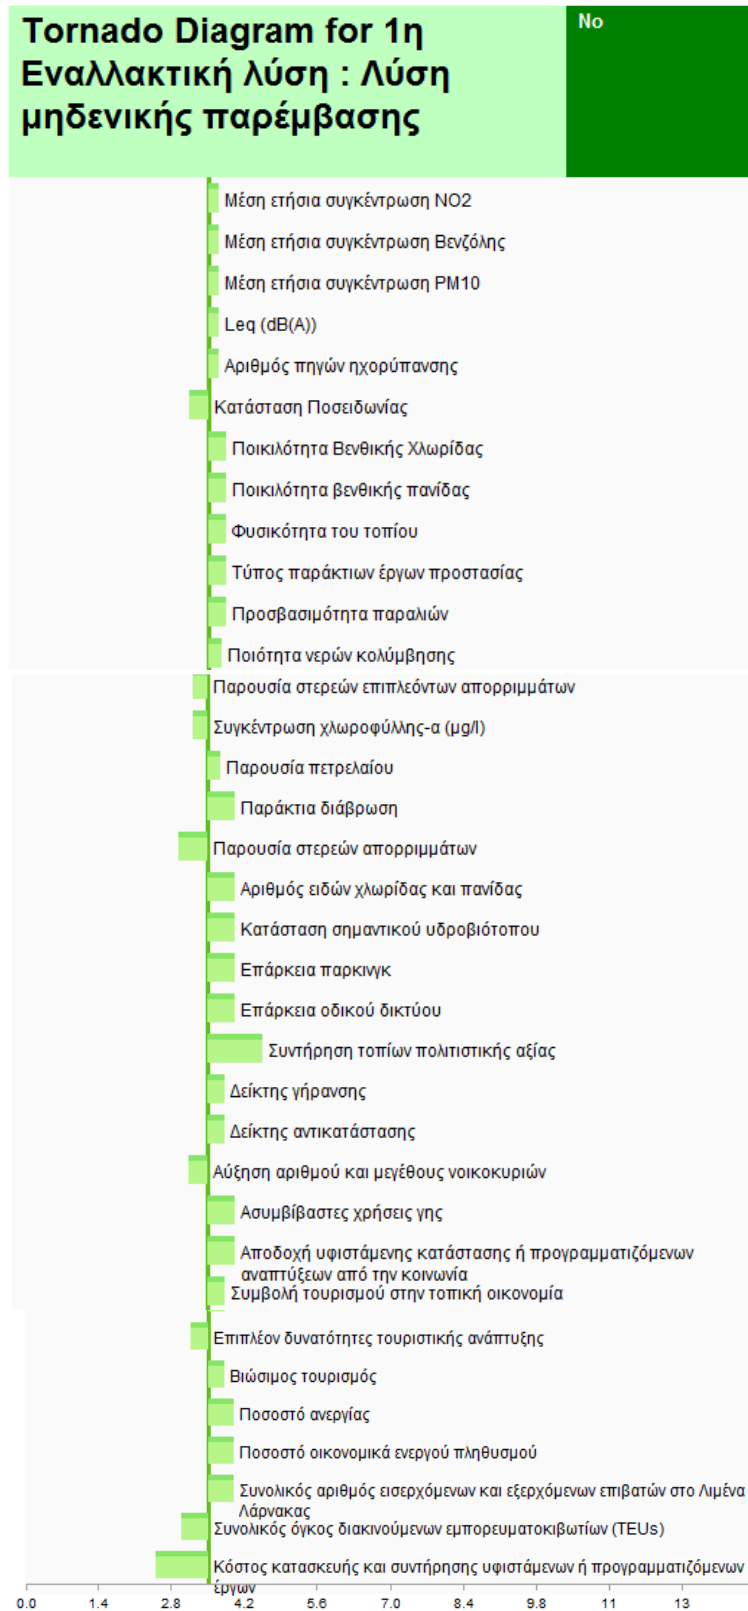 Tornado Diagram for 1η
Εναλλακτική λύση : Λύση
μηδενικής παρέμβασης
No
Μέση ετήσια συγκέντρωση NO2
Μέση ετήσια συγκέντρωση Βενζόλης
Μέση ετήσια συγκέντρωση PM10
Leq (dB(A))
Αριθμός πηγών ηχορύπανσης
Κατάσταση Ποσειδωνίας
Ποικιλότητα Βενθικής Χλωρίδας
Ποικιλότητα βενθικής πανίδας
Φυσικότητα του τοπίου
Τύπος παράκτιων έργων προστασίας
Προσβασιμότητα παραλιών
Ποιότητα νερών κολύμβησης
Παρουσία στερεών επιπλεόντων απορριμμάτων
Συγκέντρωση χλωροφύλλης-α (μg/l)
Παρουσία πετρελαίου
Παράκτια διάβρωση
Παρουσία στερεών απορριμμάτων
Αριθμός ειδών χλωρίδας και πανίδας
Κατάσταση σημαντικού υδροβιότοπου
Επάρκεια παρκινγκ
Επάρκεια οδικού δικτύου
Συντήρηση τοπίων πολιτιστικής αξίας
Δείκτης γήρανσης
Δείκτης αντικατάστασης
Αύξηση αριθμού και μεγέθους νοικοκυριών
Ασυμβίβαστες χρήσεις γης
Αποδοχή υφιστάμενης κατάστασης ή προγραμματιζόμενων
αναπτύξεων από την κοινωνία
Συμβολή τουρισμού στην τοπική οικονομία
Επιπλέον δυνατότητες τουριστικής ανάπτυξης
Βιώσιμος τουρισμός
Ποσοστό ανεργίας
Ποσοστό οικονομικά ενεργού πληθυσμού
Συνολικός αριθμός εισερχόμενων και εξερχόμενων επιβατών στο Λιμένα
Λάρνακας
Συνολικός όγκος διακινούμενων εμπορευματοκιβωτίων (TEUs)
Κόστος κατασκευής και συντήρησης υφιστάμενων ή προγραμματιζόμενων
έργων
0.0 1.4 2.8 4.2 5.6 7.0 8.4 9.8 11 13